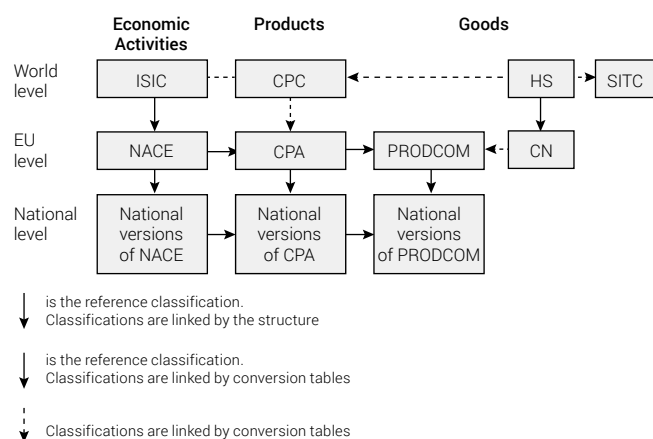 Economic
Activities
Products
Goods
World
level
ISIC
CPC
HS
SITC
EU
level
NACE
CPA
PRODCOM
CN
National
level
National
versions
of NACE
National
versions
of CPA
National
versions
of PRODCOM
is the reference classification.
Classifications are linked by the structure
is the reference classification.
Classifications are linked by conversion tables
Classifications are linked by conversion tables